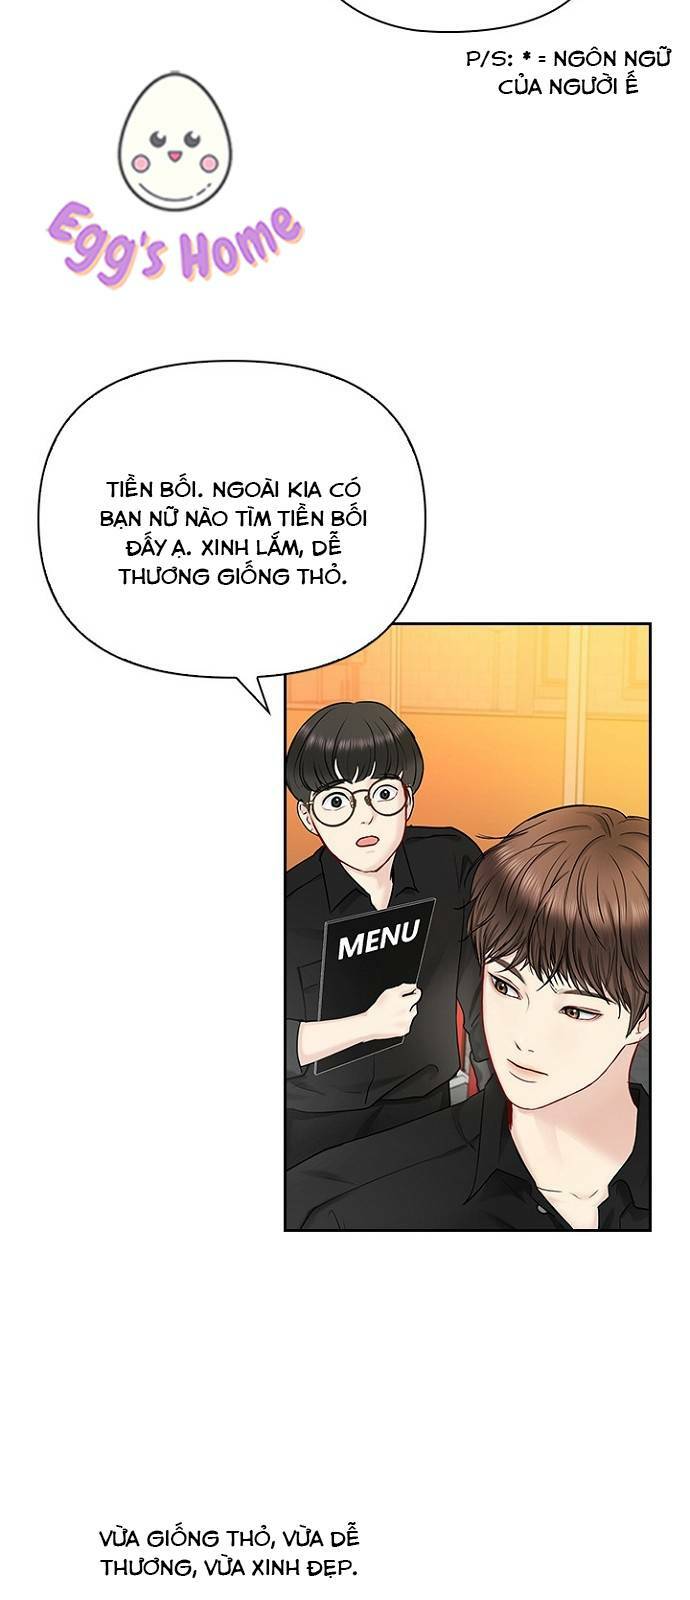 P/S: * = NGÔN NGỮ
CỦA NGƯỜI Ế
Egg's Home
TIỀN BỐI. NGOÀI KIA CÓ
BẠN NỮ NÀO TÌM TIỀN BỐI
ĐẤY Ạ. XINH LẮM, DỄ
THƯƠNG GIỐNG THỎ.
MENU
VỪA GIỐNG THỎ, VỪA DỄ
THƯƠNG, VỪA XINH ĐẸP.